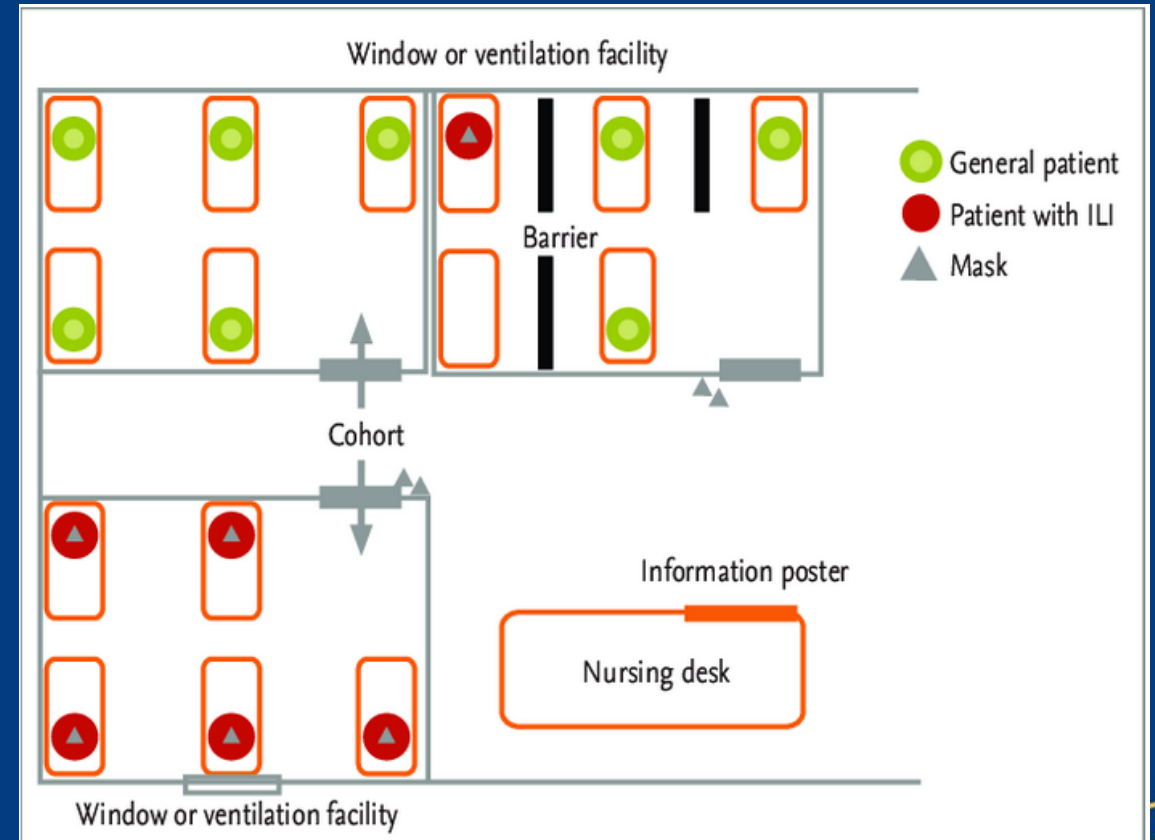 Window or ventilation facility
General patient
Patient with ILI
Mask
Barrier
Cohort
Information poster
Nursing desk
Window or ventilation facility